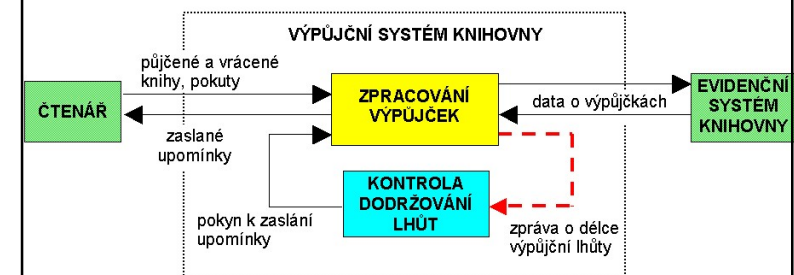 VÝPŮJČNÍ SYSTÉM KNIHOVNY
půjčené a vrácené
knihy, pokuty
ČTENÁŘ
ZPRACOVÁNÍ
VÝPŮJČEK
data o výpůjčkách
EVIDENČNÍ
SYSTÉM
KNIHOVNY
zaslané
upomínky
KONTROLA
DODRŽOVÁNÍ
LHŮT
pokyn k zaslání
upomínky
zpráva o délce
výpůjční lhůty